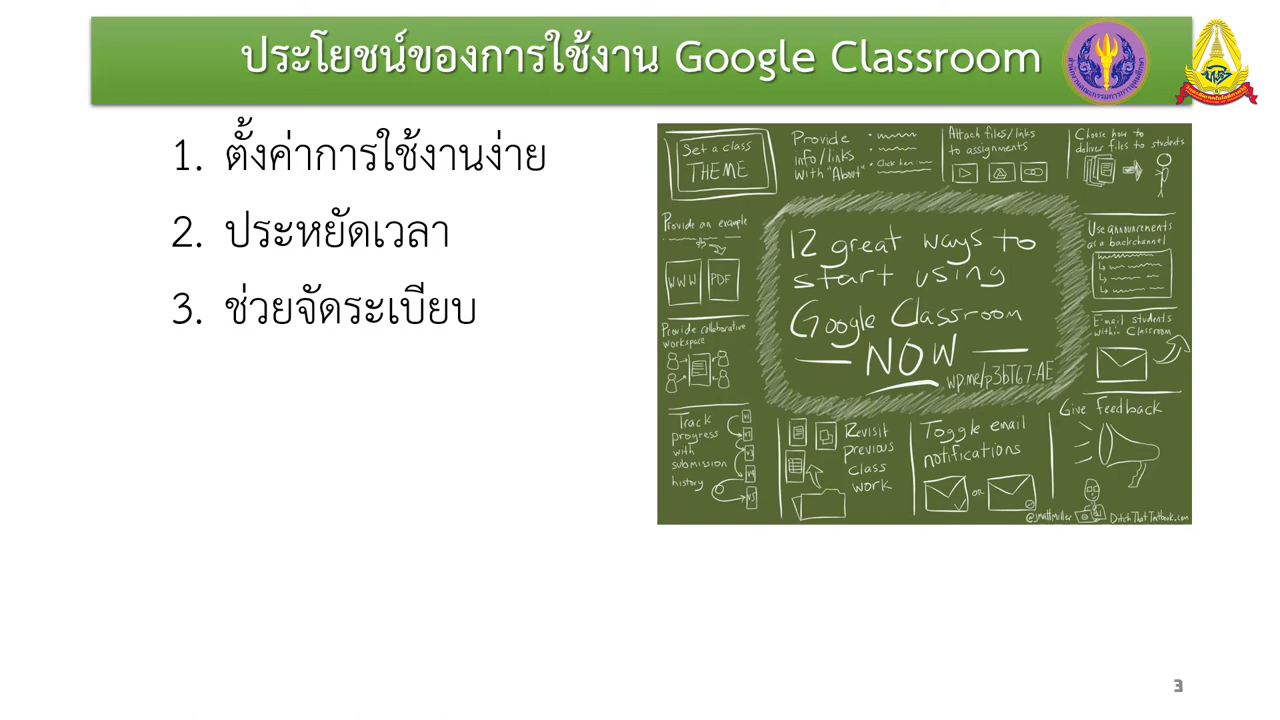 ประโยชน์ของการใช้งาน Google Classroom
1. ตั้งค่าการใช้งานง่าย
2. ประหยัดเวลา
3. ช่วยจัดระเบียบ
Set a class
THEME
Provide
info/links
with "About"
• Click here:
Attach files/links
to assignments
Choose how to
deliver files to students
Provide an example
WWW
PDF
12 great ways to
start using
Google Classroom
NOW
wp.me/p3bT67-AE
Use announcements
as a backchannel
Provide collaborative
workspace
E-mail students
within Classroom
Track
progress
with
submission
history
Revisit
previous
class
work
Toggle email
notifications
or
Give feedback
@jmattmiller
DitchThatTextbook.com
3